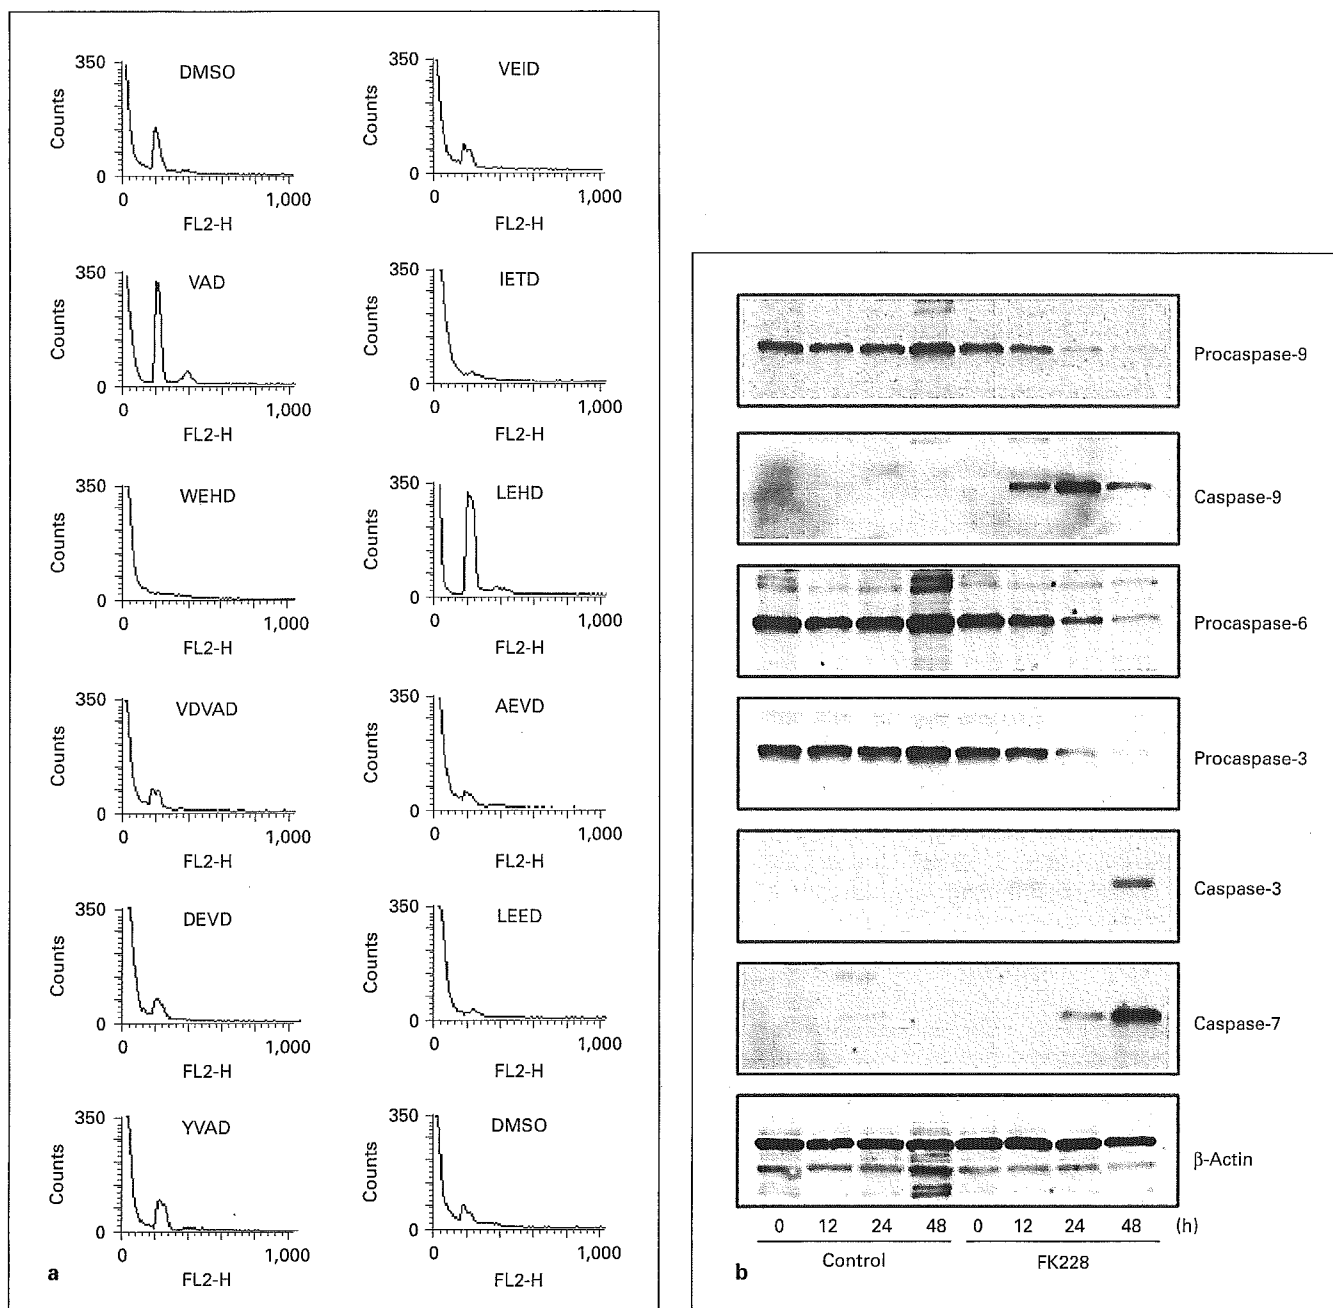 350
DMSO
Counts
0
0
1,000
FL2-H
350
VEID
Counts
0
0
1,000
FL2-H
350
VAD
Counts
0
0
1,000
FL2-H
350
IETD
Counts
0
0
1,000
FL2-H
350
WEHD
Counts
0
0
1,000
FL2-H
350
LEHD
Counts
0
0
1,000
FL2-H
350
VDVAD
Counts
0
0
1,000
FL2-H
350
AEVD
Counts
0
0
1,000
FL2-H
350
DEVD
Counts
0
0
1,000
FL2-H
350
LEED
Counts
0
0
1,000
FL2-H
350
YVAD
Counts
0
0
1,000
FL2-H
350
DMSO
Counts
0
0
1,000
FL2-H
a
Procaspase-9
Caspase-9
Procaspase-6
Procaspase-3
Caspase-3
Caspase-7
β-Actin
0 12 24 48 0 12 24 48 (h)
Control FK228
b